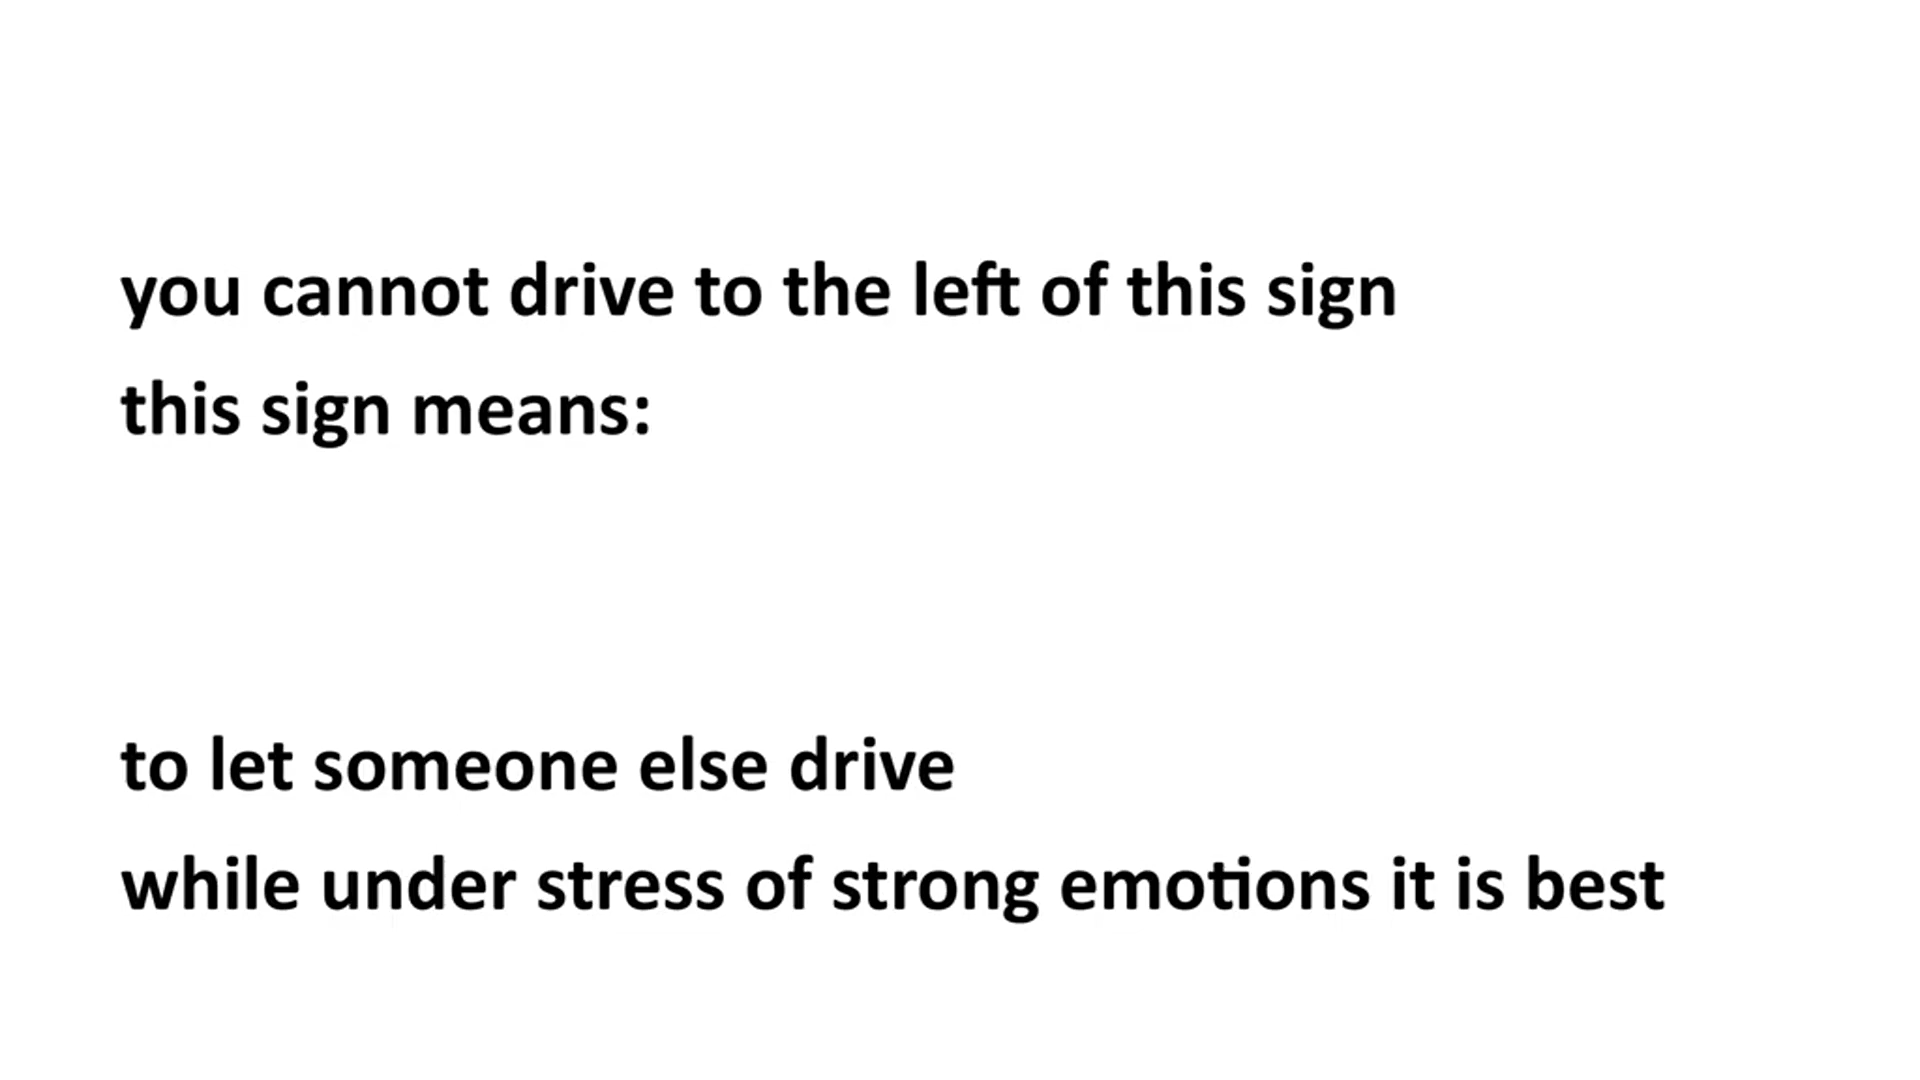 you cannot drive to the left of this sign
this sign means:
to let someone else drive
while under stress of strong emotions it is best